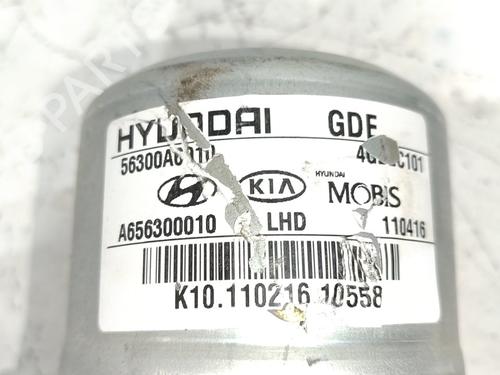 HYUNDAI GDE
HYUNDAI
KIA
MOBIS
A656300010 LHD 110416
K10.110216.10558